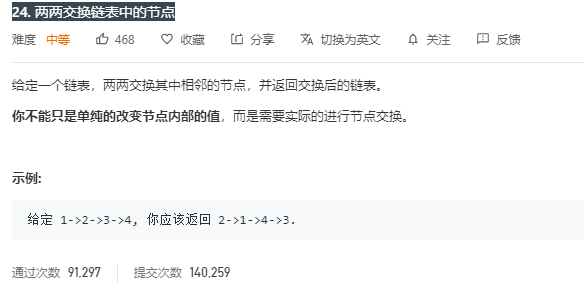 24. 两两交换链表中的节点
难度 中等 468 收藏 分享 切换为英文 关注 反馈
给定一个链表，两两交换其中相邻的节点，并返回交换后的链表。
你不能只是单纯的改变节点内部的值，而是需要实际的进行节点交换。
示例:
给定 1->2->3->4, 你应该返回 2->1->4->3.
通过次数 91,297 提交次数 140,259